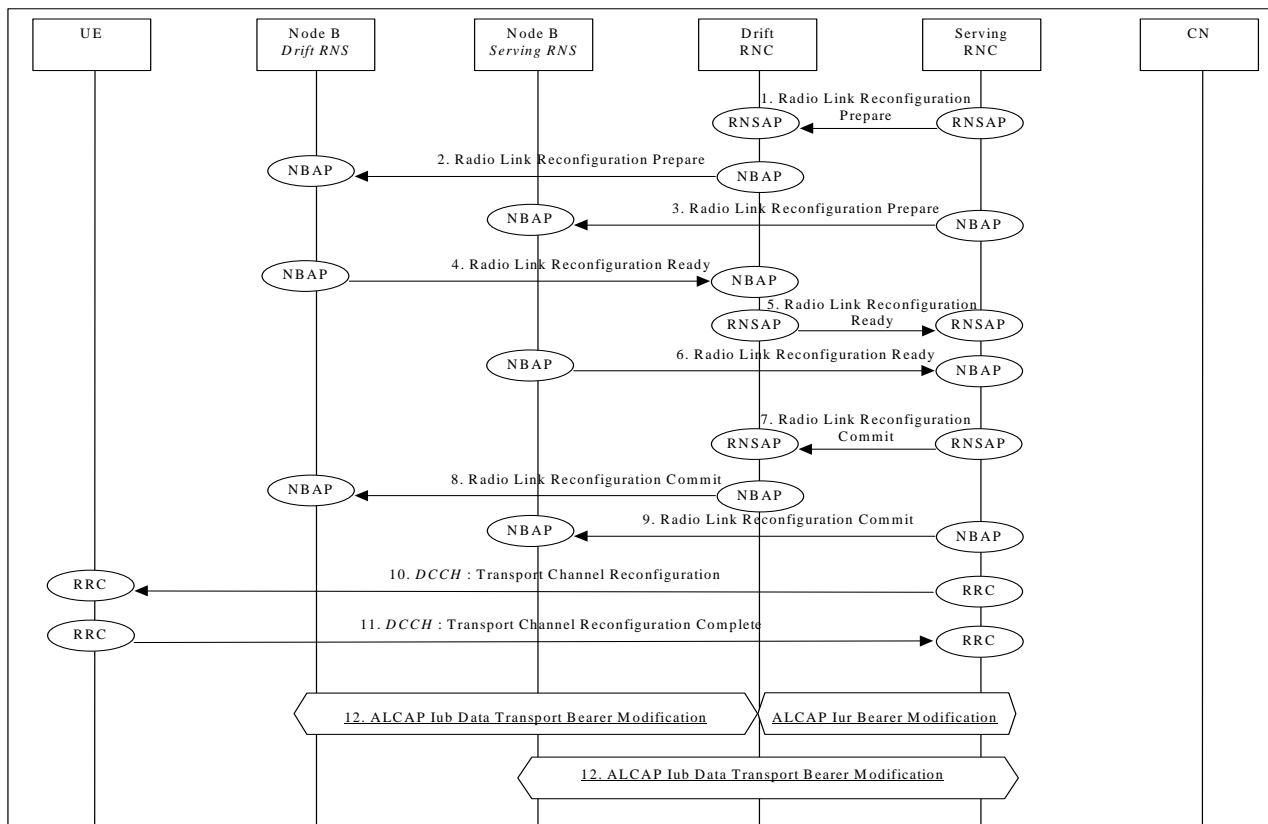 UE
Node B
Drift RNS
Node B
Serving RNS
Drift
RNC
Serving
RNC
CN
1. Radio Link Reconfiguration
Prepare
RNSAP
RNSAP
2. Radio Link Reconfiguration Prepare
NBAP
NBAP
3. Radio Link Reconfiguration Prepare
NBAP
NBAP
4. Radio Link Reconfiguration Ready
NBAP
NBAP
5. Radio Link Reconfiguration
Ready
RNSAP
RNSAP
6. Radio Link Reconfiguration Ready
NBAP
NBAP
7. Radio Link Reconfiguration
Commit
RNSAP
RNSAP
8. Radio Link Reconfiguration Commit
NBAP
NBAP
9. Radio Link Reconfiguration Commit
NBAP
NBAP
10. DCCH : Transport Channel Reconfiguration
RRC
RRC
11. DCCH : Transport Channel Reconfiguration Complete
RRC
RRC
12. ALCAP Iub Data Transport Bearer Modification
ALCAP Iur Bearer Modification
12. ALCAP Iub Data Transport Bearer Modification